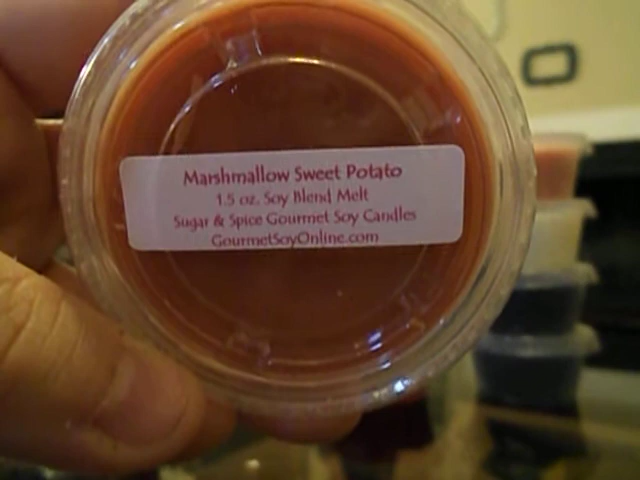 Marshmallow Sweet Potato
1.5 oz. Soy Blend Melt
Sugar & Spice Gourmet Soy Candles
GourmetSoyOnline.com